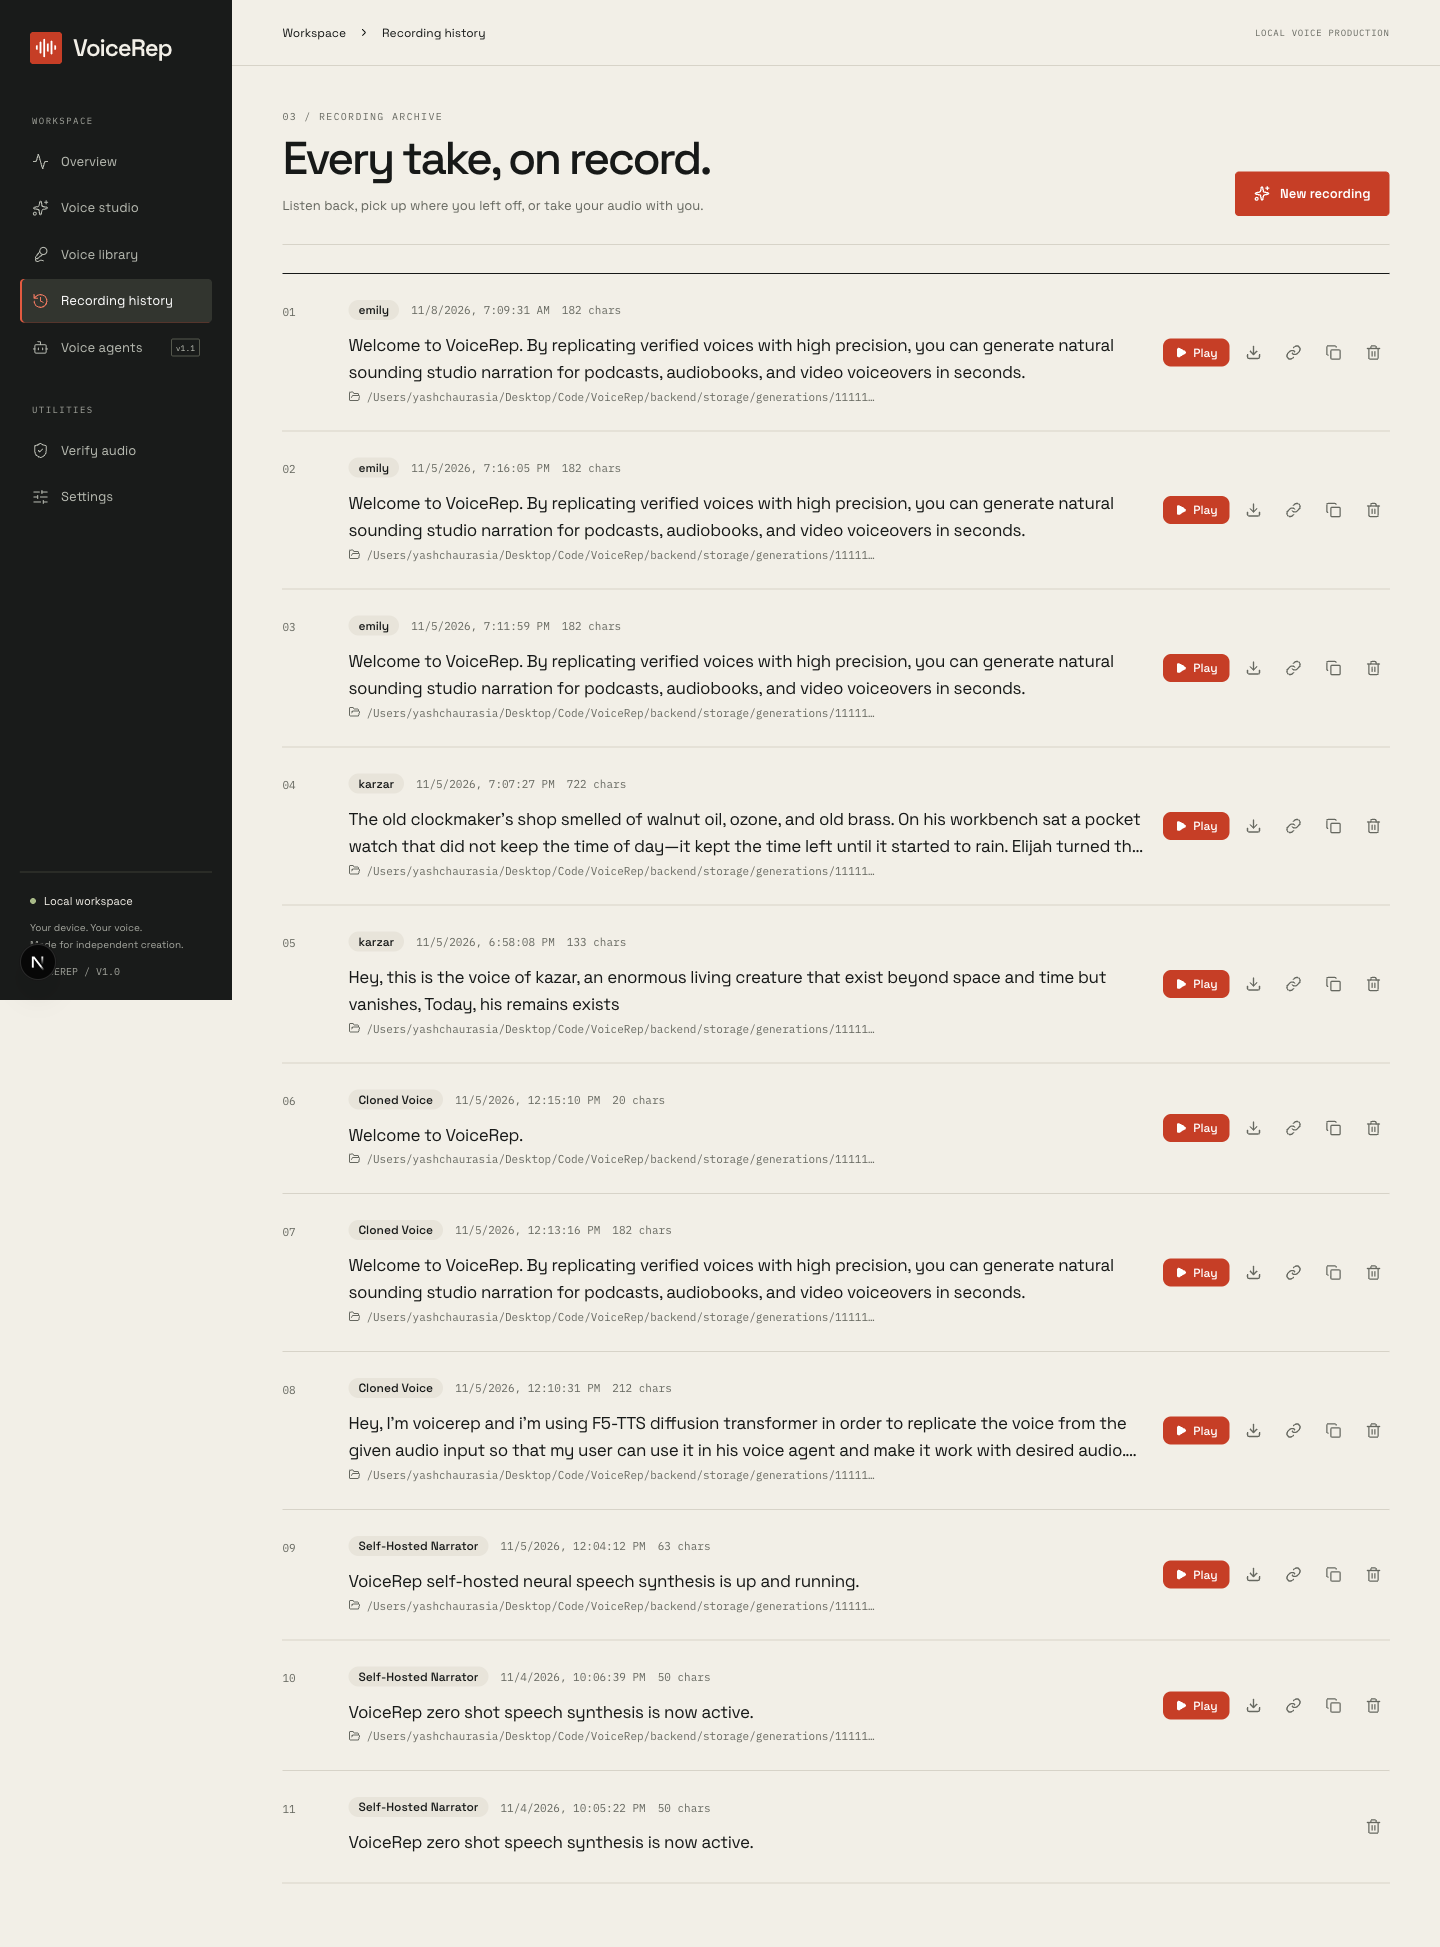 VoiceRep
WORKSPACE
Overview
Voice studio
Voice library
Recording history
Voice agents v1.1
UTILITIES
Verify audio
Settings
Local workspace
Your device. Your voice.
for independent creation.
/ V1.0
Workspace > Recording history
LOCAL VOICE PRODUCTION
03 / RECORDING ARCHIVE
Every take, on record.
Listen back, pick up where you left off, or take your audio with you.
New recording
01
emily 11/8/2026, 7:09:31 AM 182 chars
Welcome to VoiceRep. By replicating verified voices with high precision, you can generate natural
sounding studio narration for podcasts, audiobooks, and video voiceovers in seconds.
/Users/yashchaurasia/Desktop/Code/VoiceRep/backend/storage/generations/11111…
Play
02
emily 11/5/2026, 7:16:05 PM 182 chars
Welcome to VoiceRep. By replicating verified voices with high precision, you can generate natural
sounding studio narration for podcasts, audiobooks, and video voiceovers in seconds.
/Users/yashchaurasia/Desktop/Code/VoiceRep/backend/storage/generations/11111…
Play
03
emily 11/5/2026, 7:11:59 PM 182 chars
Welcome to VoiceRep. By replicating verified voices with high precision, you can generate natural
sounding studio narration for podcasts, audiobooks, and video voiceovers in seconds.
/Users/yashchaurasia/Desktop/Code/VoiceRep/backend/storage/generations/11111…
Play
04
karzar 11/5/2026, 7:07:27 PM 722 chars
The old clockmaker's shop smelled of walnut oil, ozone, and old brass. On his workbench sat a pocket
watch that did not keep the time of day—it kept the time left until it started to rain. Elijah turned th…
/Users/yashchaurasia/Desktop/Code/VoiceRep/backend/storage/generations/11111…
Play
05
karzar 11/5/2026, 6:58:08 PM 133 chars
Hey, this is the voice of kazar, an enormous living creature that exist beyond space and time but
vanishes, Today, his remains exists
/Users/yashchaurasia/Desktop/Code/VoiceRep/backend/storage/generations/11111…
Play
06
Cloned Voice 11/5/2026, 12:15:10 PM 20 chars
Welcome to VoiceRep.
/Users/yashchaurasia/Desktop/Code/VoiceRep/backend/storage/generations/11111…
Play
07
Cloned Voice 11/5/2026, 12:13:16 PM 182 chars
Welcome to VoiceRep. By replicating verified voices with high precision, you can generate natural
sounding studio narration for podcasts, audiobooks, and video voiceovers in seconds.
/Users/yashchaurasia/Desktop/Code/VoiceRep/backend/storage/generations/11111…
Play
08
Cloned Voice 11/5/2026, 12:10:31 PM 212 chars
Hey, I'm voicerep and i'm using F5-TTS diffusion transformer in order to replicate the voice from the
given audio input so that my user can use it in his voice agent and make it work with desired audio.…
/Users/yashchaurasia/Desktop/Code/VoiceRep/backend/storage/generations/11111…
Play
09
Self-Hosted Narrator 11/5/2026, 12:04:12 PM 63 chars
VoiceRep self-hosted neural speech synthesis is up and running.
/Users/yashchaurasia/Desktop/Code/VoiceRep/backend/storage/generations/11111…
Play
10
Self-Hosted Narrator 11/4/2026, 10:06:39 PM 50 chars
VoiceRep zero shot speech synthesis is now active.
/Users/yashchaurasia/Desktop/Code/VoiceRep/backend/storage/generations/11111…
Play
11
Self-Hosted Narrator 11/4/2026, 10:05:22 PM 50 chars
VoiceRep zero shot speech synthesis is now active.